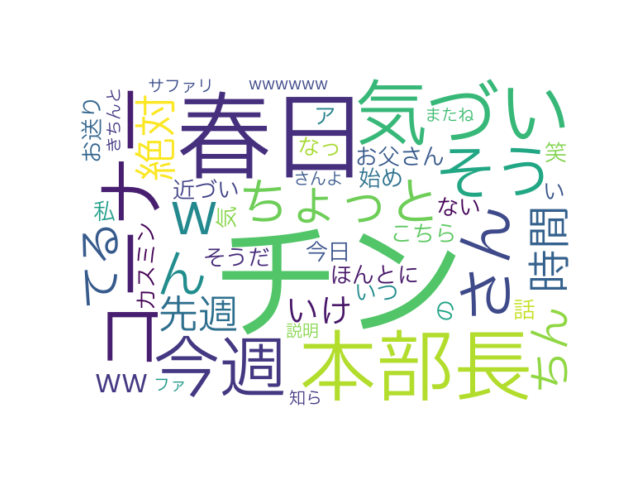 サファリ
wwwwww
お送り
きちんと
絶対
春日
気づい
ア
またね
なっ
お父さん
そう
笑
コーナー
近づい
さんよ
始め
い
私
気
ちょっと
ない
てる
カスミン
w
ん
そうだ
今日
こちら
さん
時間
チン
ほんとに
先週
いけ
いつ
の
話
説明
ちん
今週
本部長
ww
ファ
知ら